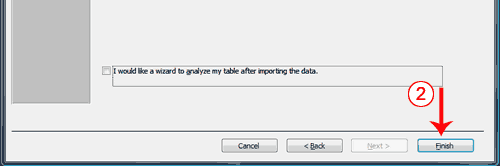 I would like a wizard to analyze my table after importing the data.
2
Cancel
< Back
Next >
Finish